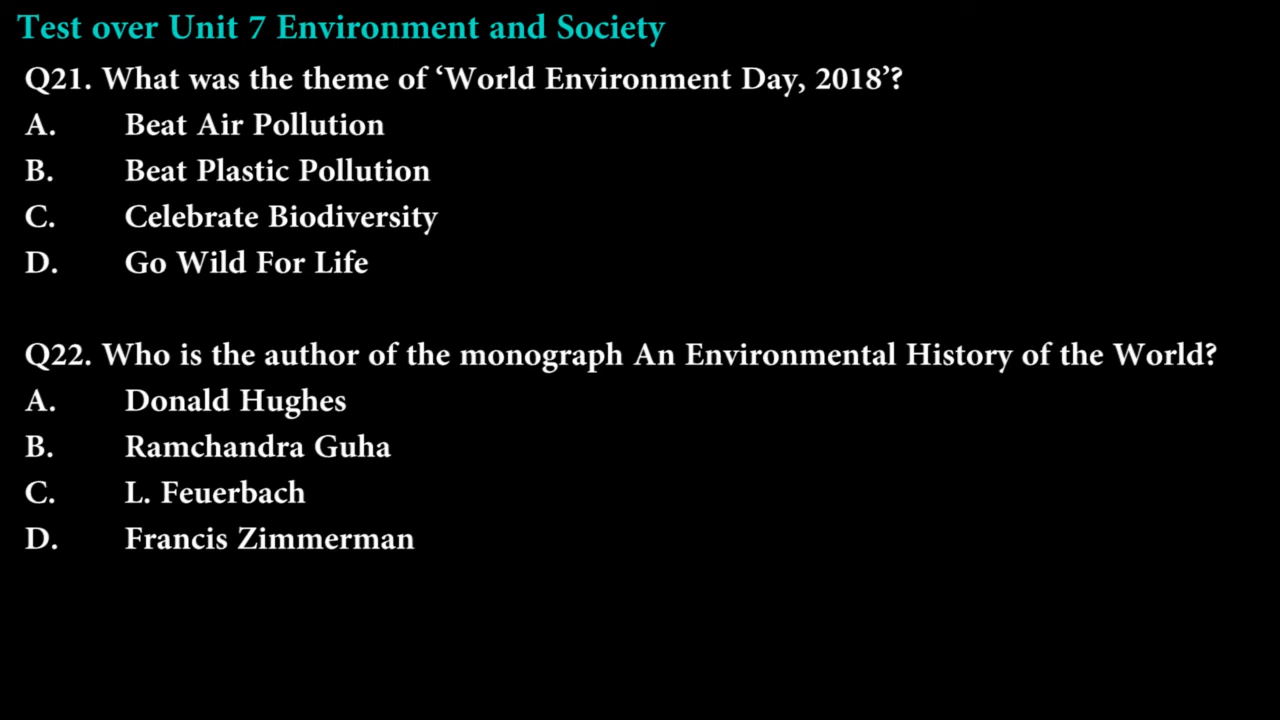 Test over Unit 7 Environment and Society
Q21. What was the theme of ‘World Environment Day, 2018’?
A. Beat Air Pollution
B. Beat Plastic Pollution
C. Celebrate Biodiversity
D. Go Wild For Life
Q22. Who is the author of the monograph An Environmental History of the World?
A. Donald Hughes
B. Ramchandra Guha
C. L. Feuerbach
D. Francis Zimmerman